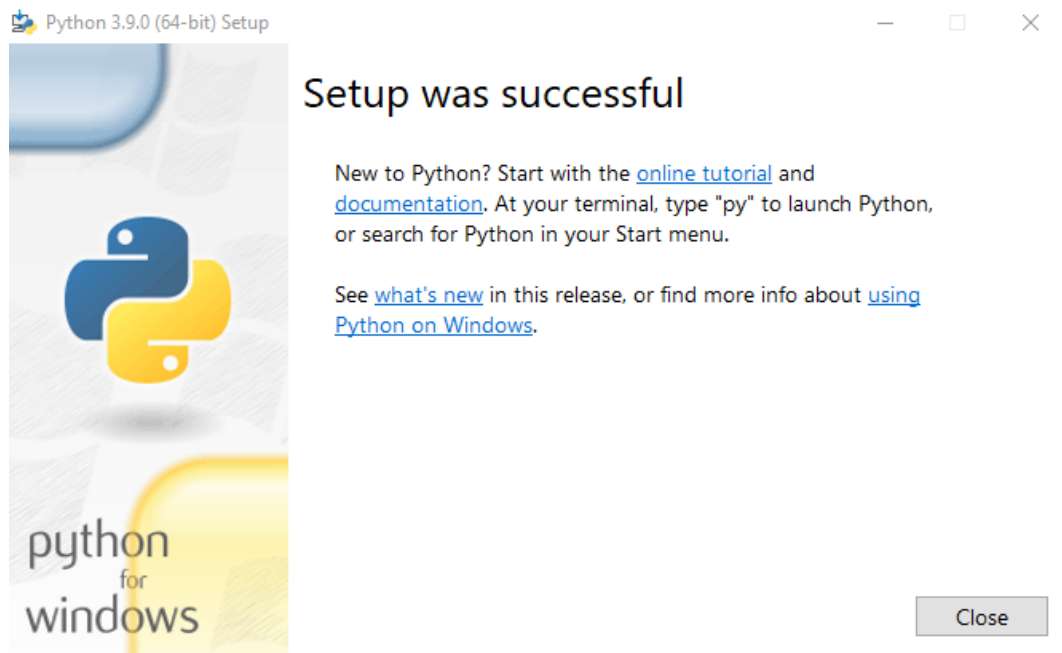 Python 3.9.0 (64-bit) Setup
Setup was successful
New to Python? Start with the online tutorial and
documentation. At your terminal, type "py" to launch Python,
or search for Python in your Start menu.
See what's new in this release, or find more info about using
Python on Windows.
python
for
windows
Close